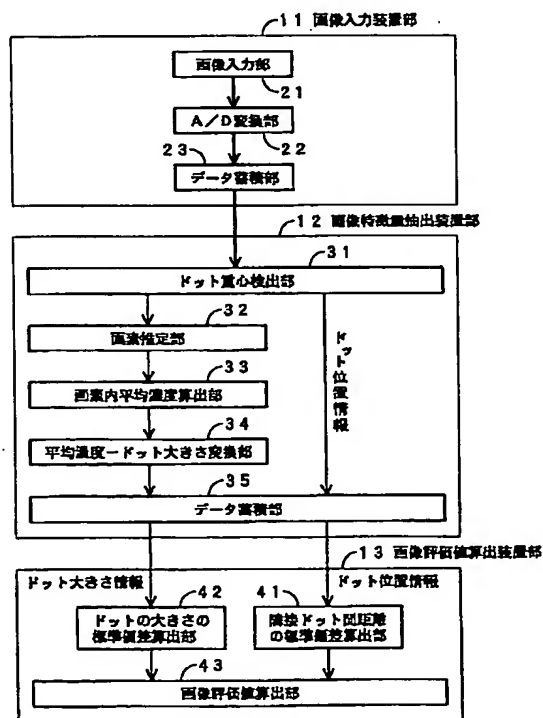 11 画像入力装置部
画像入力部
21
A/D変換部
22
23
データ蓄積部
12 画像特徴量抽出装置部
31
ドット重心検出部
32
画素推定部
33
画素内平均濃度算出部
34
平均濃度ードット大きさ変換部
ドット位置情報
35
データ蓄積部
13 画像評価値算出装置部
ドット大きさ情報
ドット位置情報
42
ドットの大きさの
標準偏差算出部
41
隣接ドット間距離
の標準偏差算出部
43
画像評価値算出部